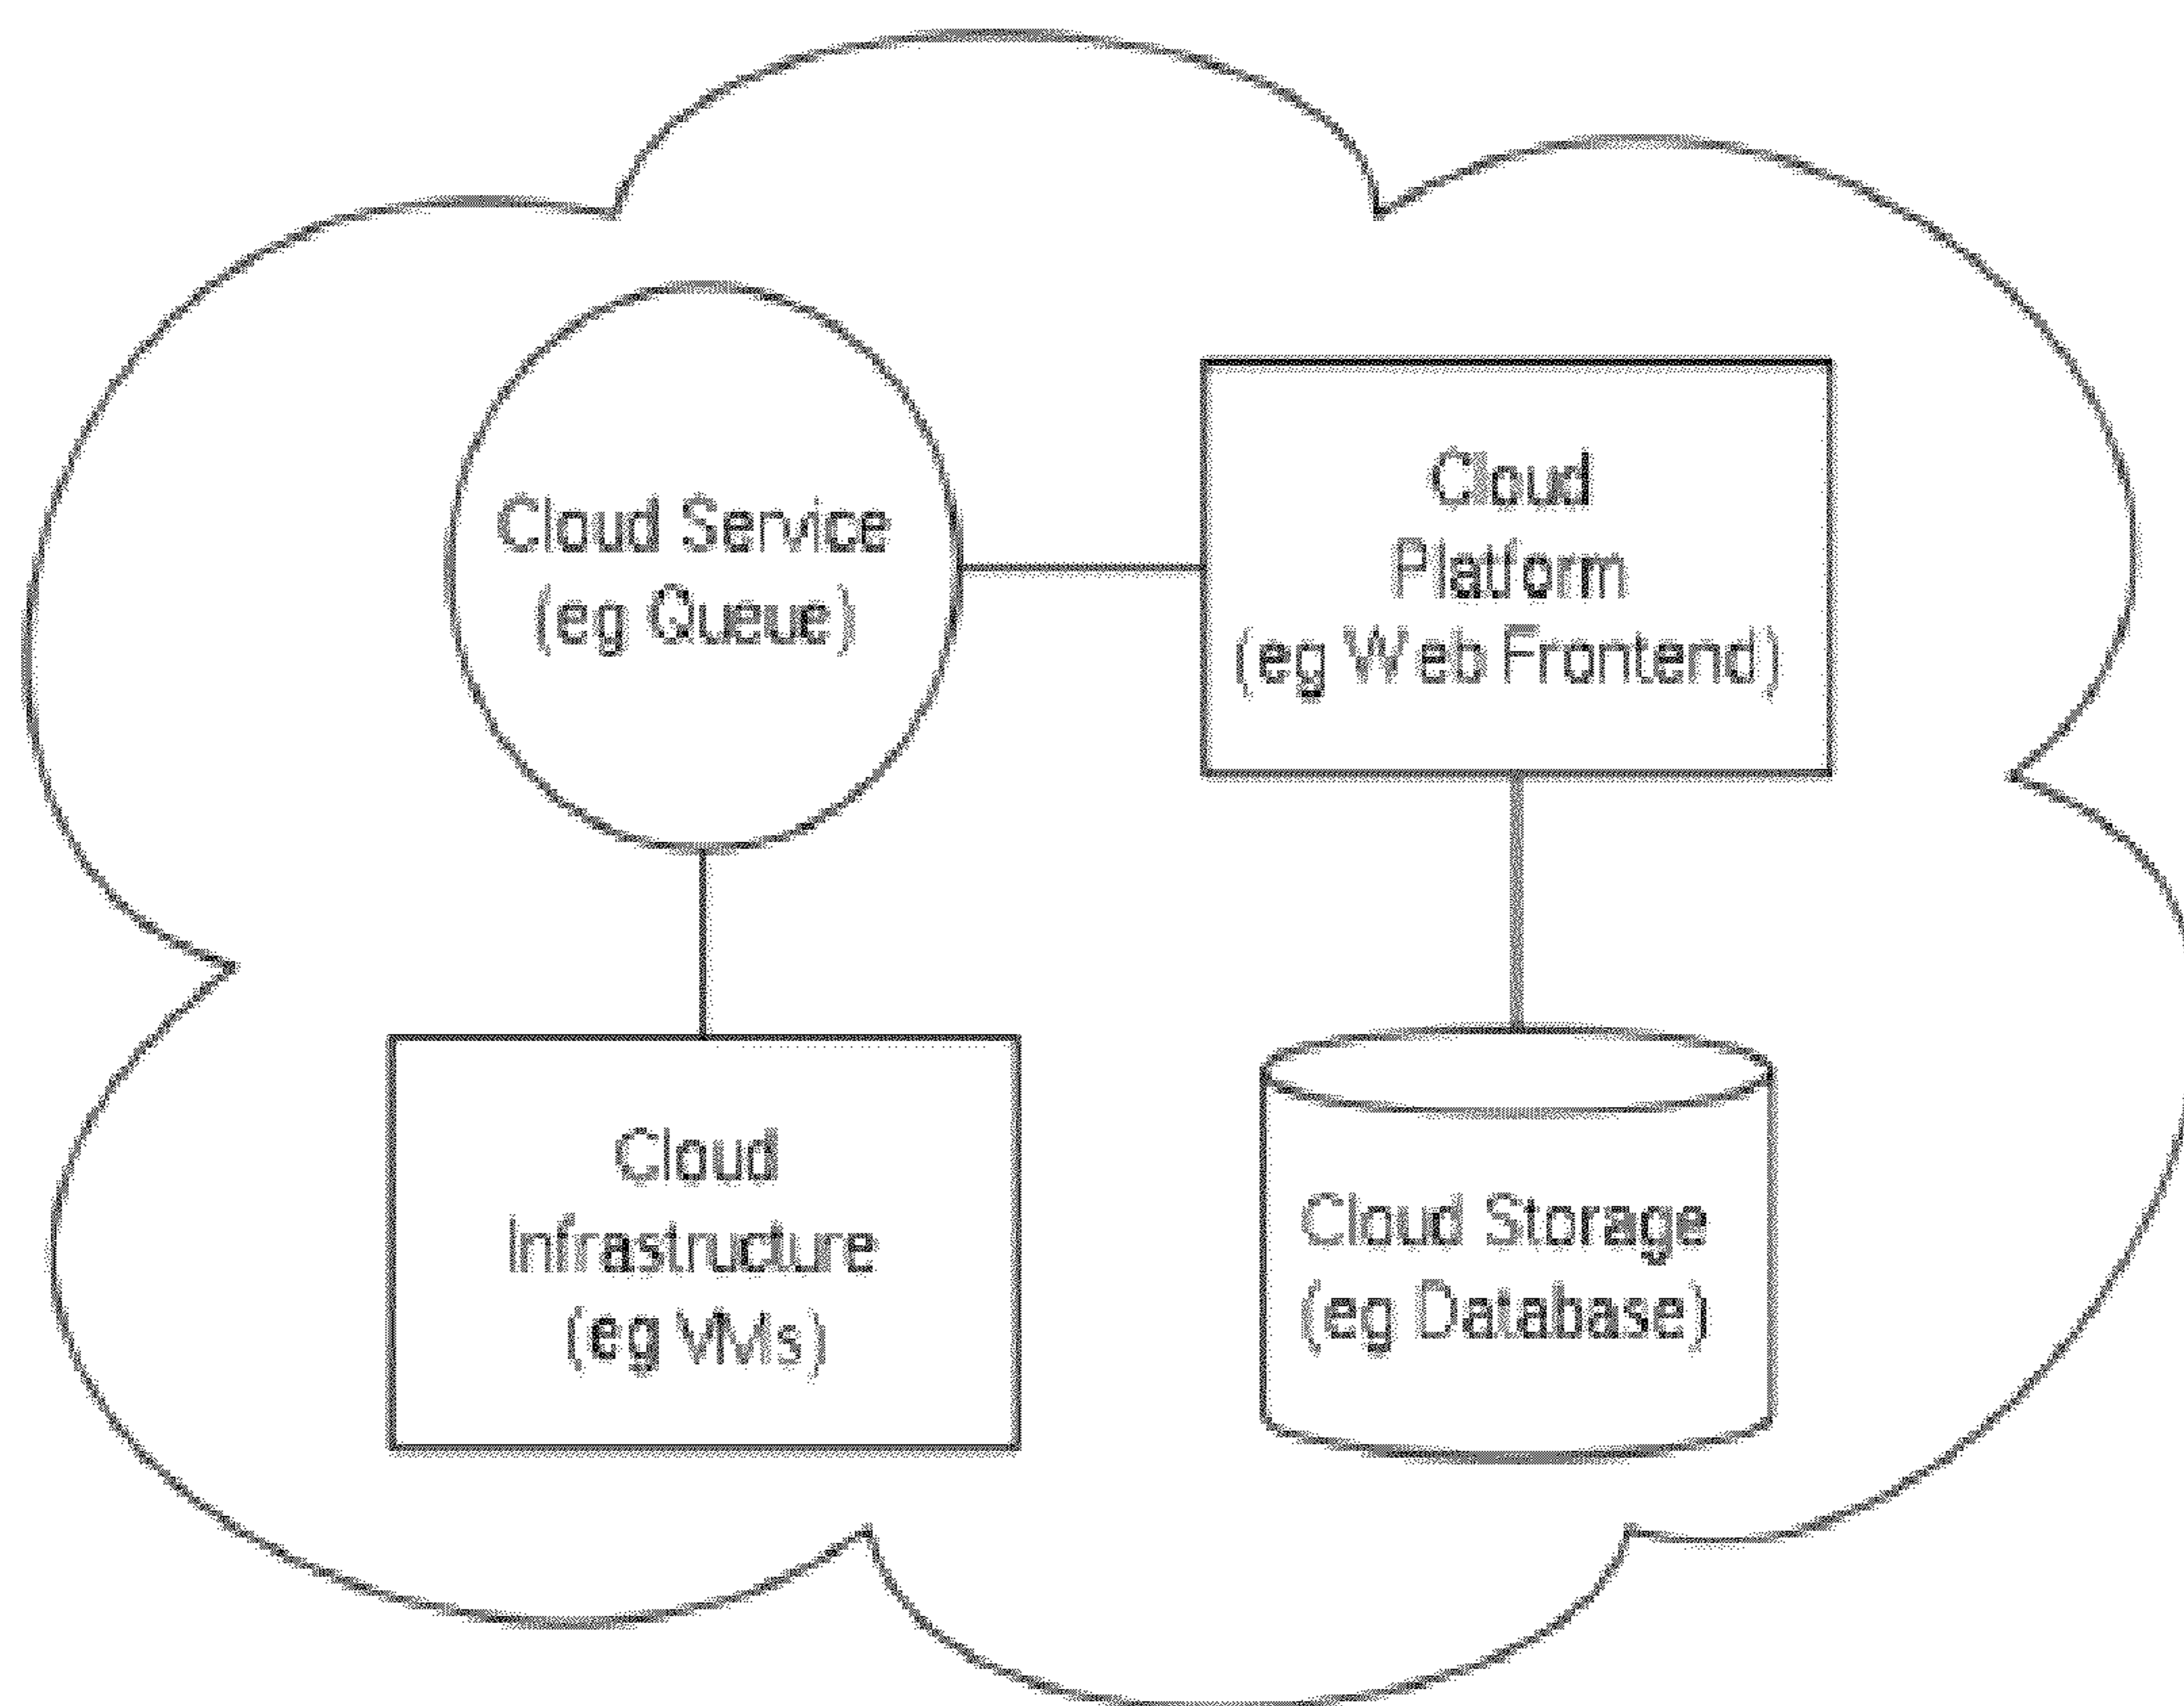 Cloud Service
(eg Queue)
Cloud
Platform
(eg Web Frontend)
Cloud
Infrastructure
(eg VMs)
Cloud Storage
(eg Database)